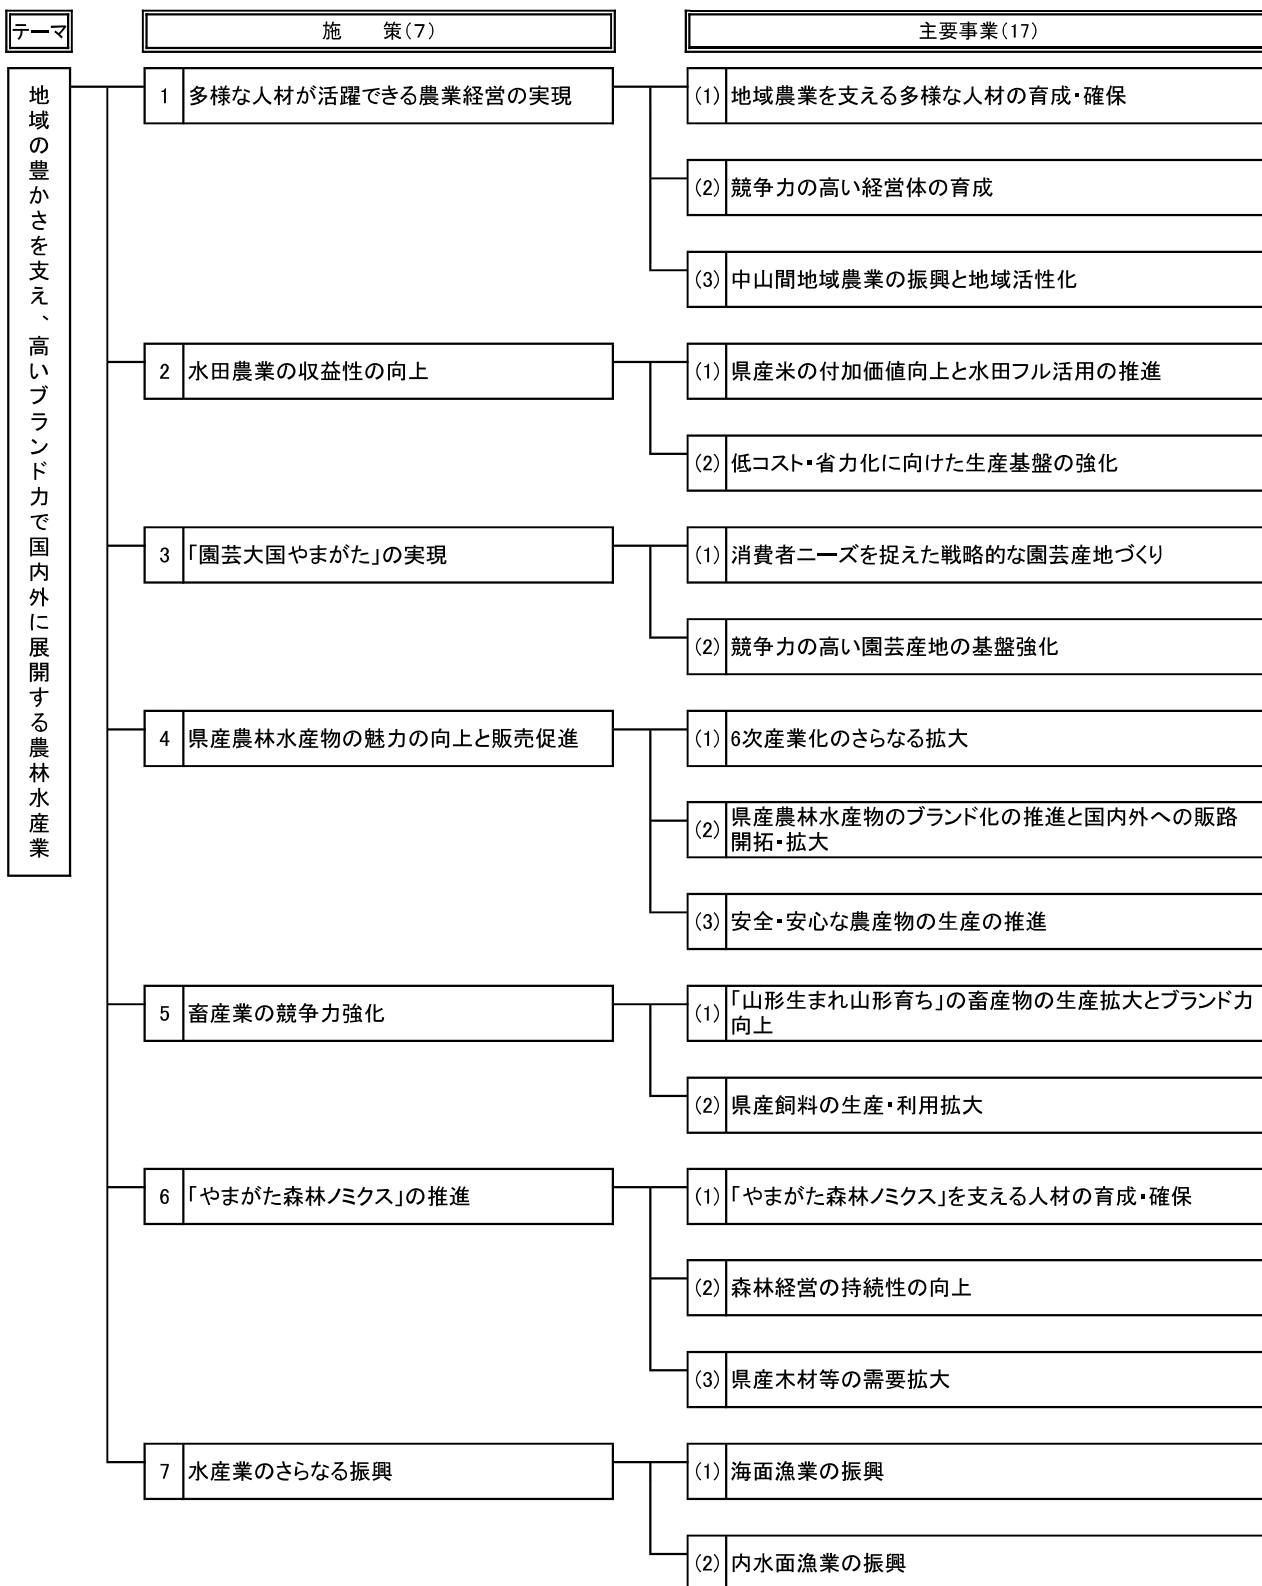 テーマ
施　策(7)
主要事業(17)
地域の豊かさを支え、高いブランド力で国内外に展開する農林水産業
1 多様な人材が活躍できる農業経営の実現
(1) 地域農業を支える多様な人材の育成・確保
(2) 競争力の高い経営体の育成
(3) 中山間地域農業の振興と地域活性化
2 水田農業の収益性の向上
(1) 県産米の付加価値向上と水田フル活用の推進
(2) 低コスト・省力化に向けた生産基盤の強化
3 「園芸大国やまがた」の実現
(1) 消費者ニーズを捉えた戦略的な園芸産地づくり
(2) 競争力の高い園芸産地の基盤強化
4 県産農林水産物の魅力の向上と販売促進
(1) 6次産業化のさらなる拡大
(2) 県産農林水産物のブランド化の推進と国内外への販路
開拓・拡大
(3) 安全・安心な農産物の生産の推進
5 畜産業の競争力強化
(1) 「山形生まれ山形育ち」の畜産物の生産拡大とブランド力
向上
(2) 県産飼料の生産・利用拡大
6 「やまがた森林ノミクス」の推進
(1) 「やまがた森林ノミクス」を支える人材の育成・確保
(2) 森林経営の持続性の向上
(3) 県産木材等の需要拡大
7 水産業のさらなる振興
(1) 海面漁業の振興
(2) 内水面漁業の振興